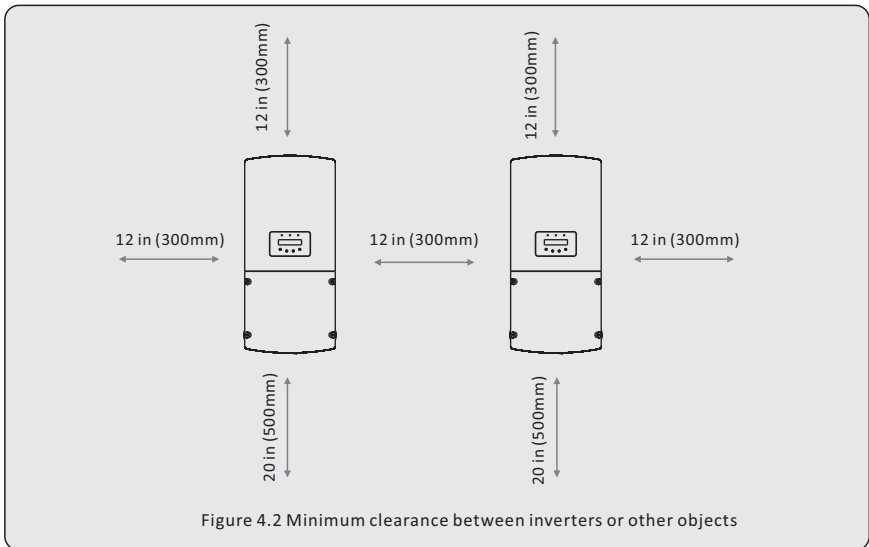 12 in (300mm)
12 in (300mm)
12 in (300mm)
12 in (300mm)
12 in (300mm)
20 in (500mm)
20 in (500mm)
Figure 4.2 Minimum clearance between inverters or other objects